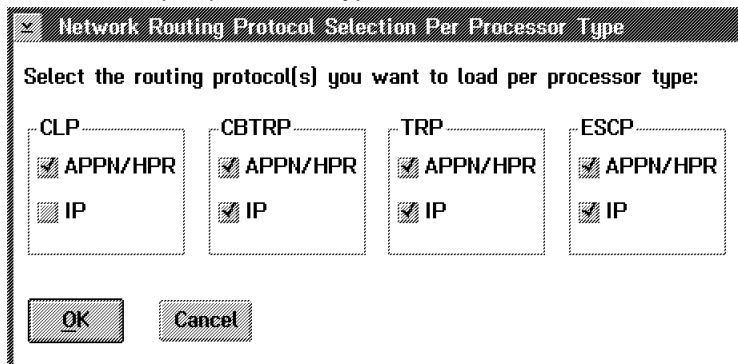 Network Routing Protocol Selection Per Processor Type
Select the routing protocol(s) you want to load per processor type:
CLP CBTRP TRP ESCP
APPN/HPR APPN/HPR APPN/HPR APPN/HPR
IP IP IP IP
OK Cancel